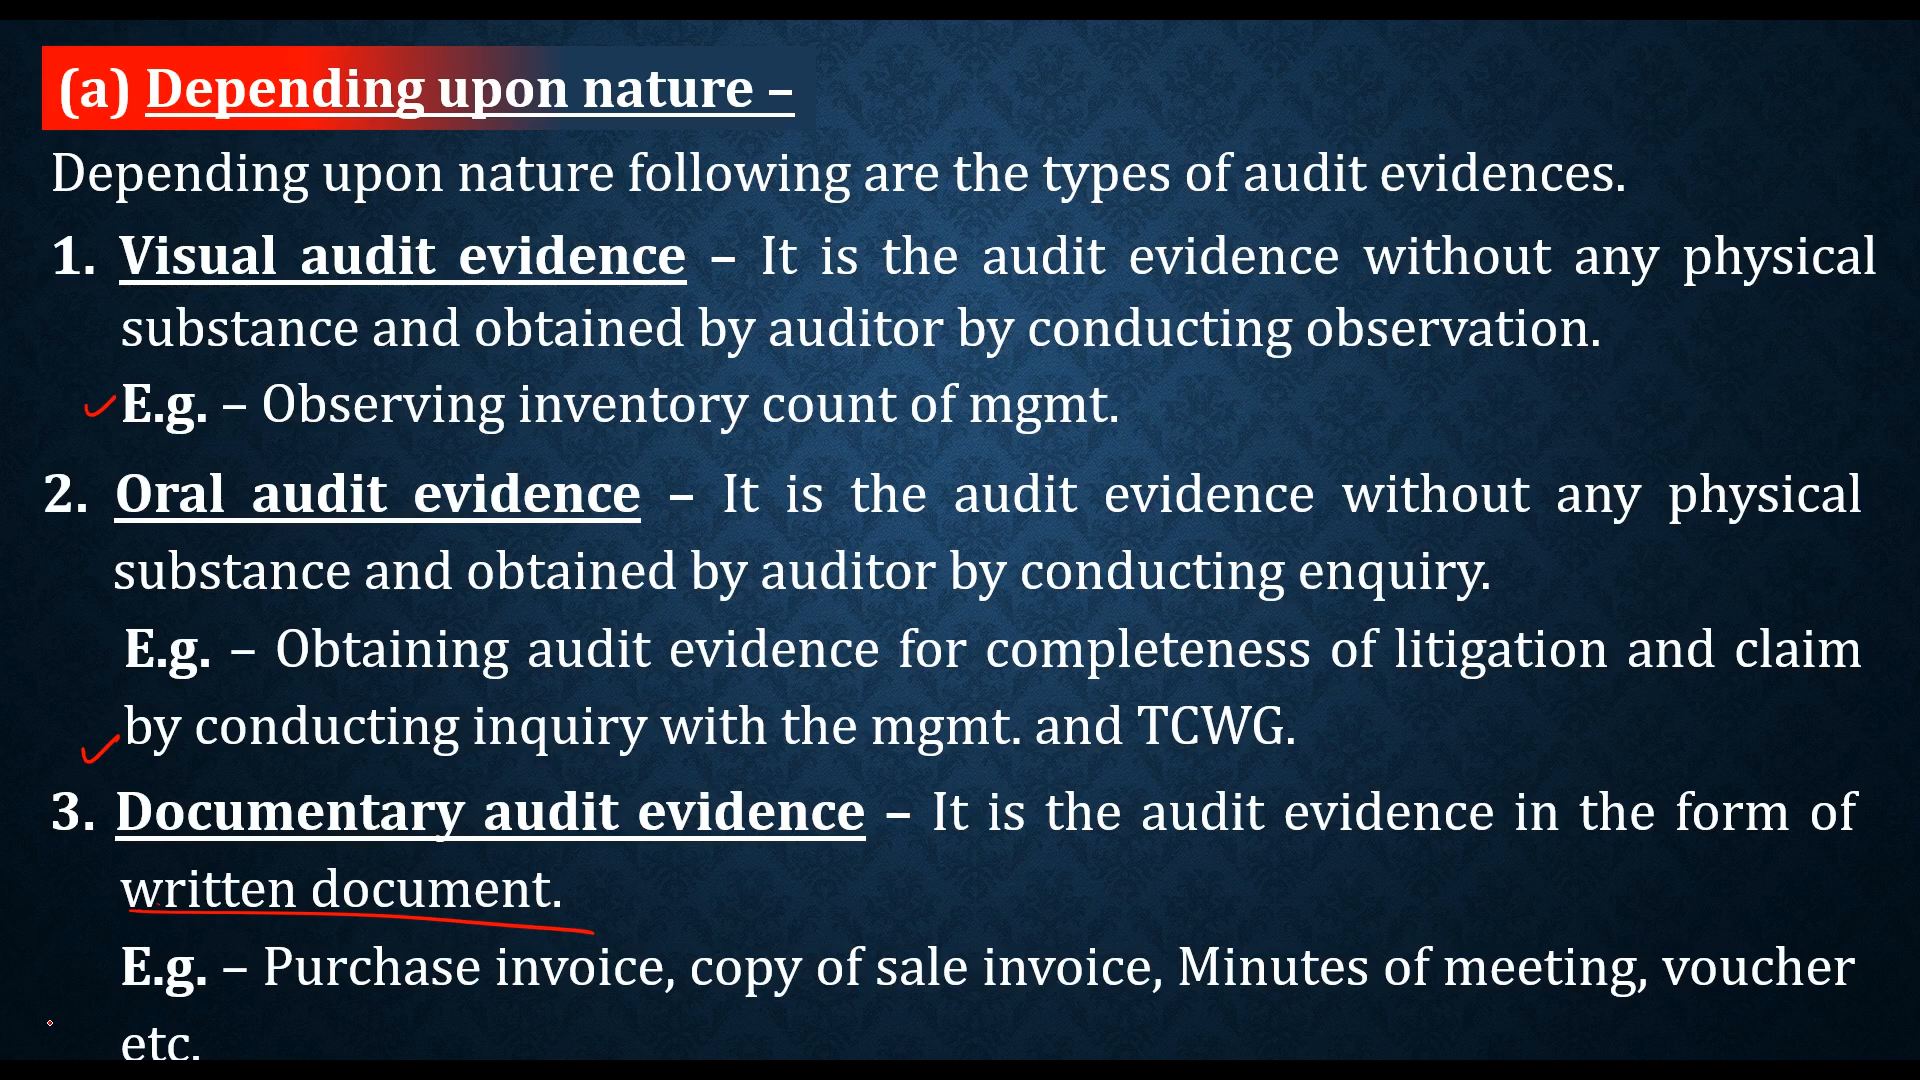 (a) Depending upon nature –
Depending upon nature following are the types of audit evidences.
1. Visual audit evidence – It is the audit evidence without any physical
substance and obtained by auditor by conducting observation.
E.g. – Observing inventory count of mgmt.
2. Oral audit evidence – It is the audit evidence without any physical
substance and obtained by auditor by conducting enquiry.
E.g. – Obtaining audit evidence for completeness of litigation and claim
by conducting inquiry with the mgmt. and TCWG.
3. Documentary audit evidence – It is the audit evidence in the form of
written document.
E.g. – Purchase invoice, copy of sale invoice, Minutes of meeting, voucher
etc.